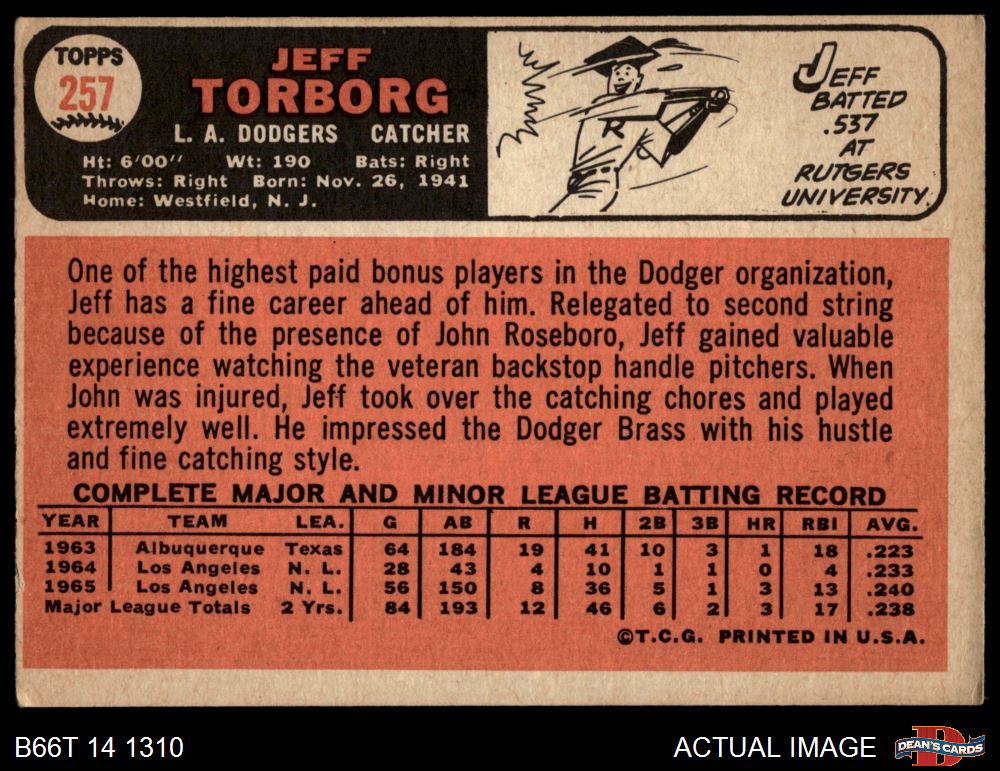 TOPPS
257
JEFF
TORBORG
L. A. DODGERS CATCHER
Ht: 6'00" Wt: 190 Bats: Right
Throws: Right Born: Nov. 26, 1941
Home: Westfield, N. J.
R
JEFF
BATTED
.537
AT
RUTGERS
UNIVERSITY.
One of the highest paid bonus players in the Dodger organization,
Jeff has a fine career ahead of him. Relegated to second string
because of the presence of John Roseboro, Jeff gained valuable
experience watching the veteran backstop handle pitchers. When
John was injured, Jeff took over the catching chores and played
extremely well. He impressed the Dodger Brass with his hustle
and fine catching style.
COMPLETE MAJOR AND MINOR LEAGUE BATTING RECORD
YEAR TEAM LEA. G AB R H 2B 3B HR RBI AVG.
1963 Albuquerque Texas 64 184 19 41 10 3 1 18 .223
1964 Los Angeles N. L. 28 43 4 10 1 1 0 4 .233
1965 Los Angeles N. L. 56 150 8 36 5 1 3 13 .240
Major League Totals 2 Yrs. 84 193 12 46 6 2 3 17 .238
©T.C.G. PRINTED IN U.S.A.
B66T 14 1310
ACTUAL IMAGE
D
DEAN'S CARDS